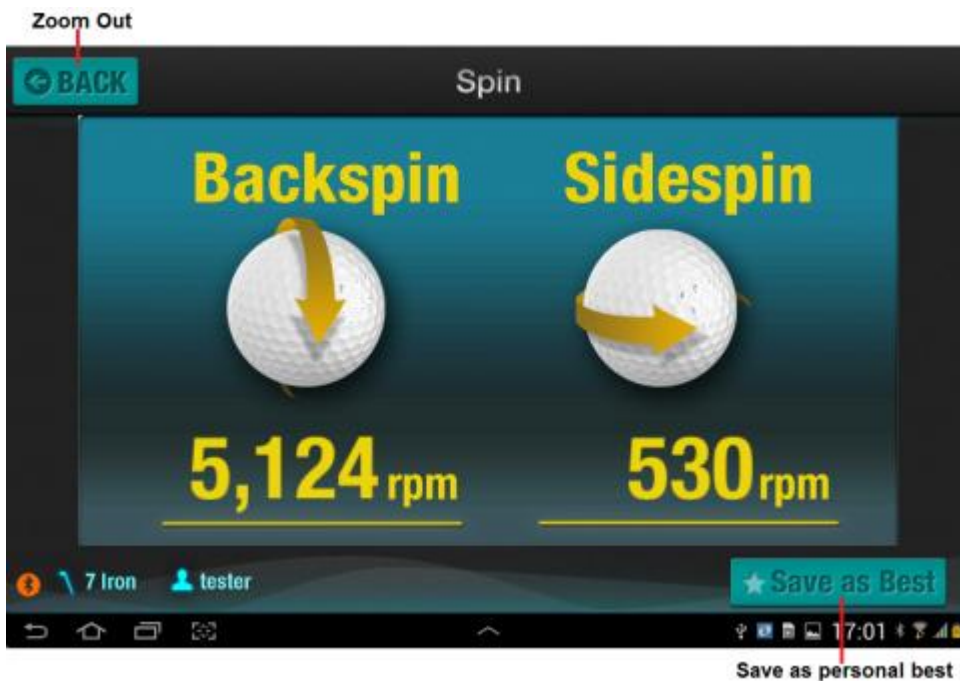 Zoom Out
BACK
Spin
Backspin Sidespin
5,124 rpm 530 rpm
7 Iron tester
Save as Best
17:01
Save as personal best